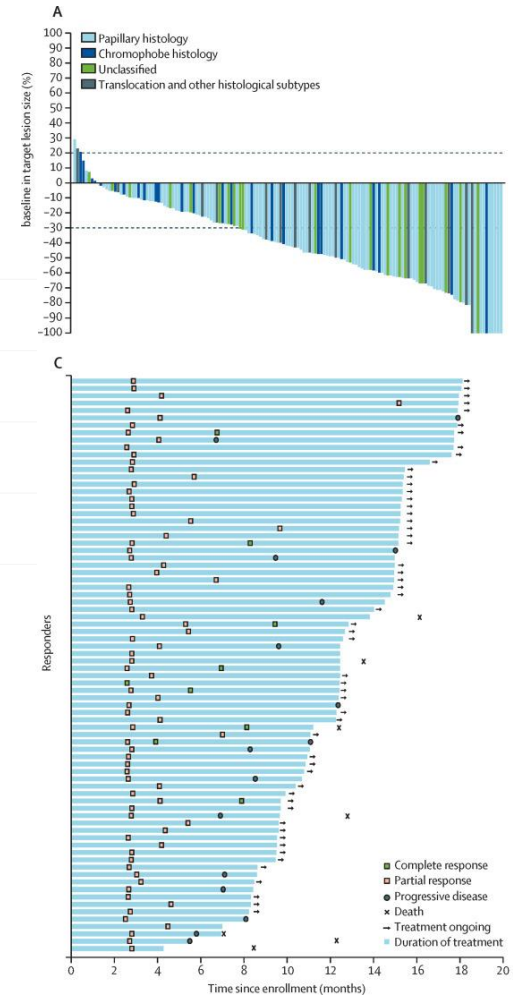 A
100
90
80
70
60
50
40
30
20
10
0
−10
−20
−30
−40
−50
−60
−70
−80
−90
−100
baseline in target lesion size (%)
Papillary histology
Chromophobe histology
Unclassified
Translocation and other histological subtypes
C
Responders
Complete response
Partial response
Progressive disease
Death
Treatment ongoing
Duration of treatment
0 2 4 6 8 10 12 14 16 18 20
Time since enrollment (months)